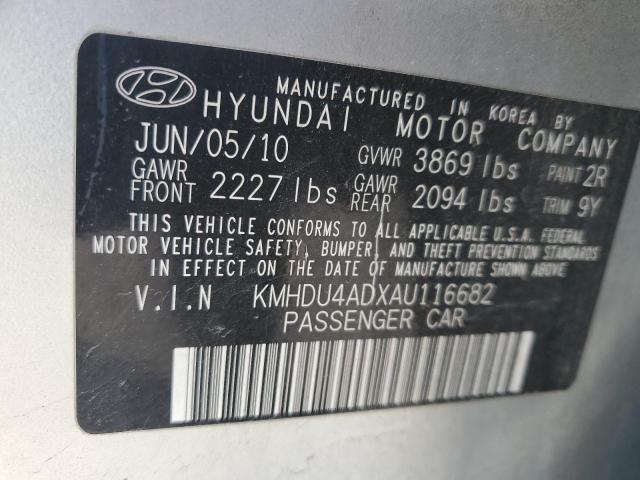 MANUFACTURED IN KOREA BY
HYUNDAI MOTOR COMPANY
JUN/05/10 GVWR 3869 lbs PAINT 2R
GAWR FRONT 2227 lbs GAWR REAR 2094 lbs TRIM 9Y
THIS VEHICLE CONFORMS TO ALL APPLICABLE U.S.A. FEDERAL
MOTOR VEHICLE SAFETY, BUMPER, AND THEFT PREVENTION STANDARDS
IN EFFECT ON THE DATE OF MANUFACTURE SHOWN ABOVE
V.I.N KMHDU4ADXAU116682
PASSENGER CAR